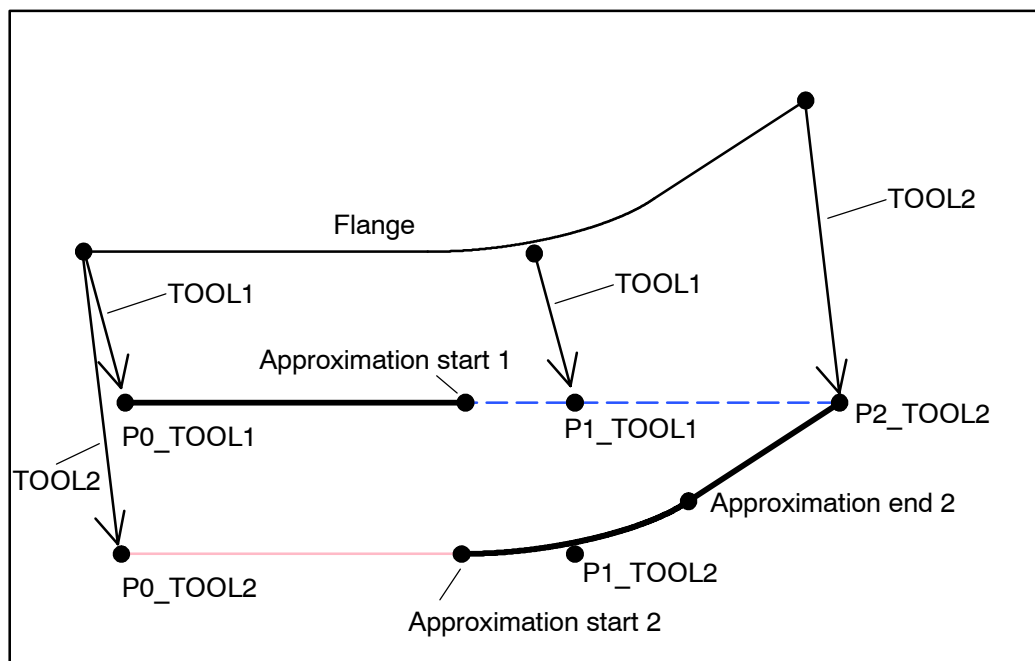 TOOL2
Flange
TOOL1
TOOL1
Approximation start 1
P0_TOOL1
P1_TOOL1
P2_TOOL2
TOOL2
Approximation end 2
P0_TOOL2
P1_TOOL2
Approximation start 2